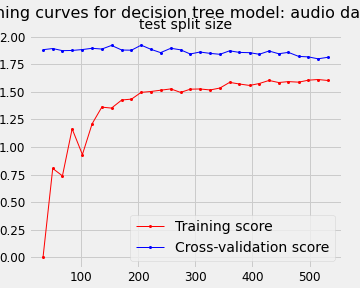 ning curves for decision tree model: audio da
test split size
2.00
1.75
1.50
1.25
1.00
0.75
0.50
0.25
0.00
Training score
Cross-validation score
100 200 300 400 500